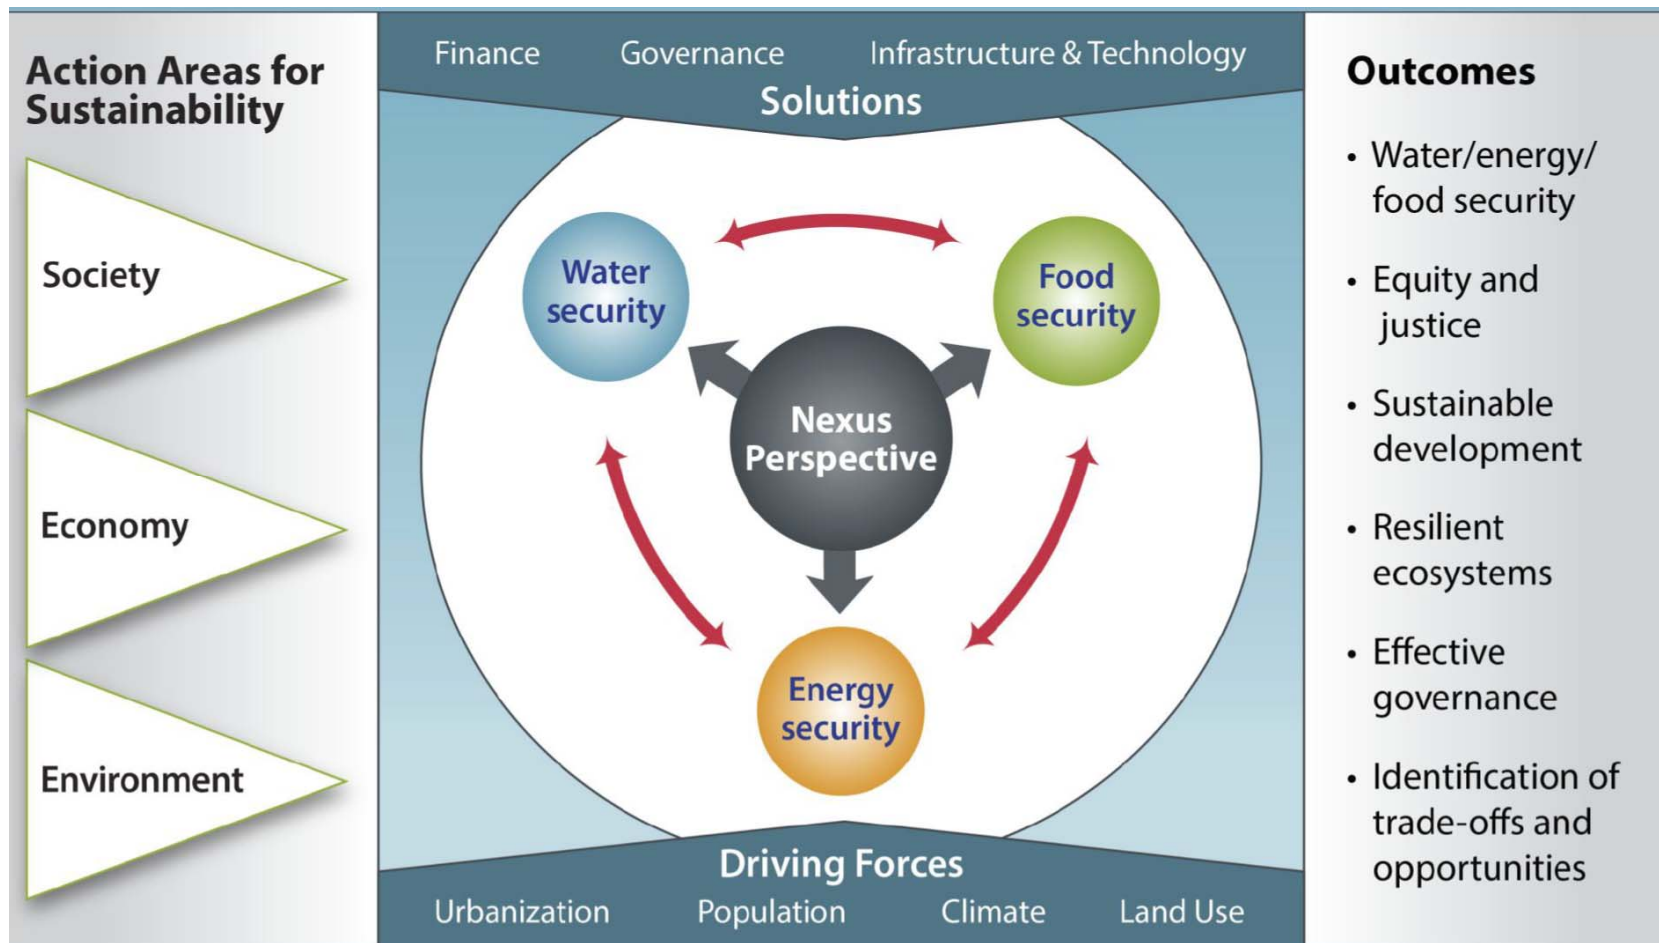 Action Areas for
Sustainability
Society
Economy
Environment
Finance
Governance
Infrastructure & Technology
Solutions
Water
security
Food
security
Nexus
Perspective
Energy
security
Driving Forces
Urbanization
Population
Climate
Land Use
Outcomes
• Water/energy/
food security
• Equity and
justice
• Sustainable
development
• Resilient
ecosystems
• Effective
governance
• Identification of
trade-offs and
opportunities